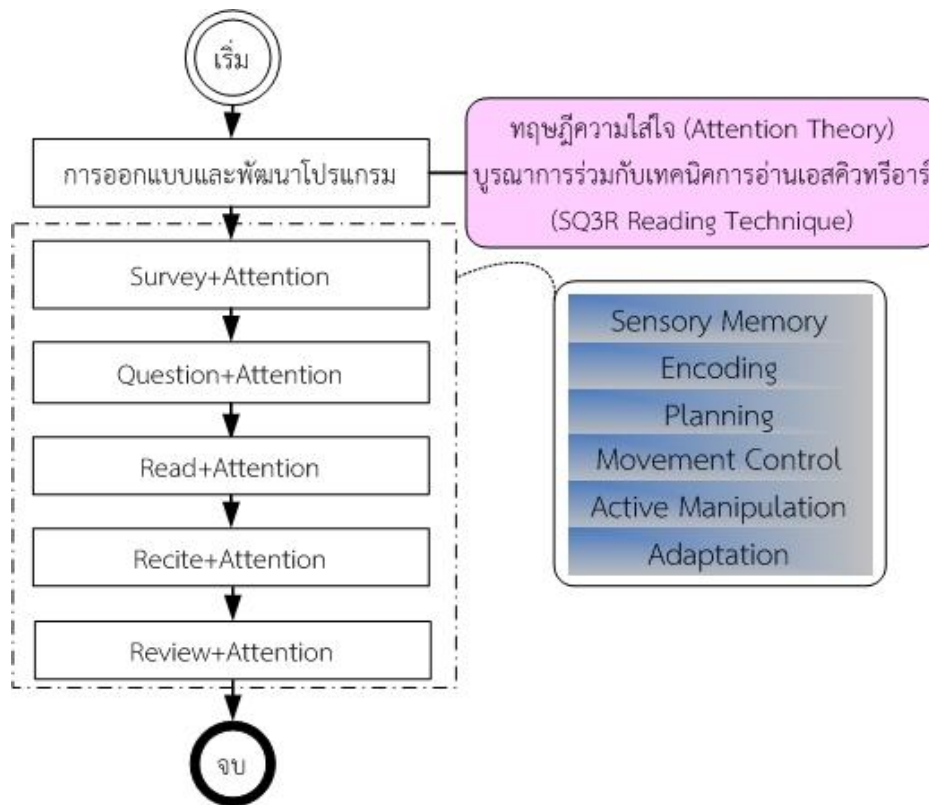 เริ่ม
การออกแบบและพัฒนาโปรแกรม
ทฤษฎีความใส่ใจ (Attention Theory)
บูรณาการร่วมกับเทคนิคการอ่านเอสคิวทรีอาร์
(SQ3R Reading Technique)
Survey+Attention
Question+Attention
Read+Attention
Recite+Attention
Review+Attention
Sensory Memory
Encoding
Planning
Movement Control
Active Manipulation
Adaptation
จบ